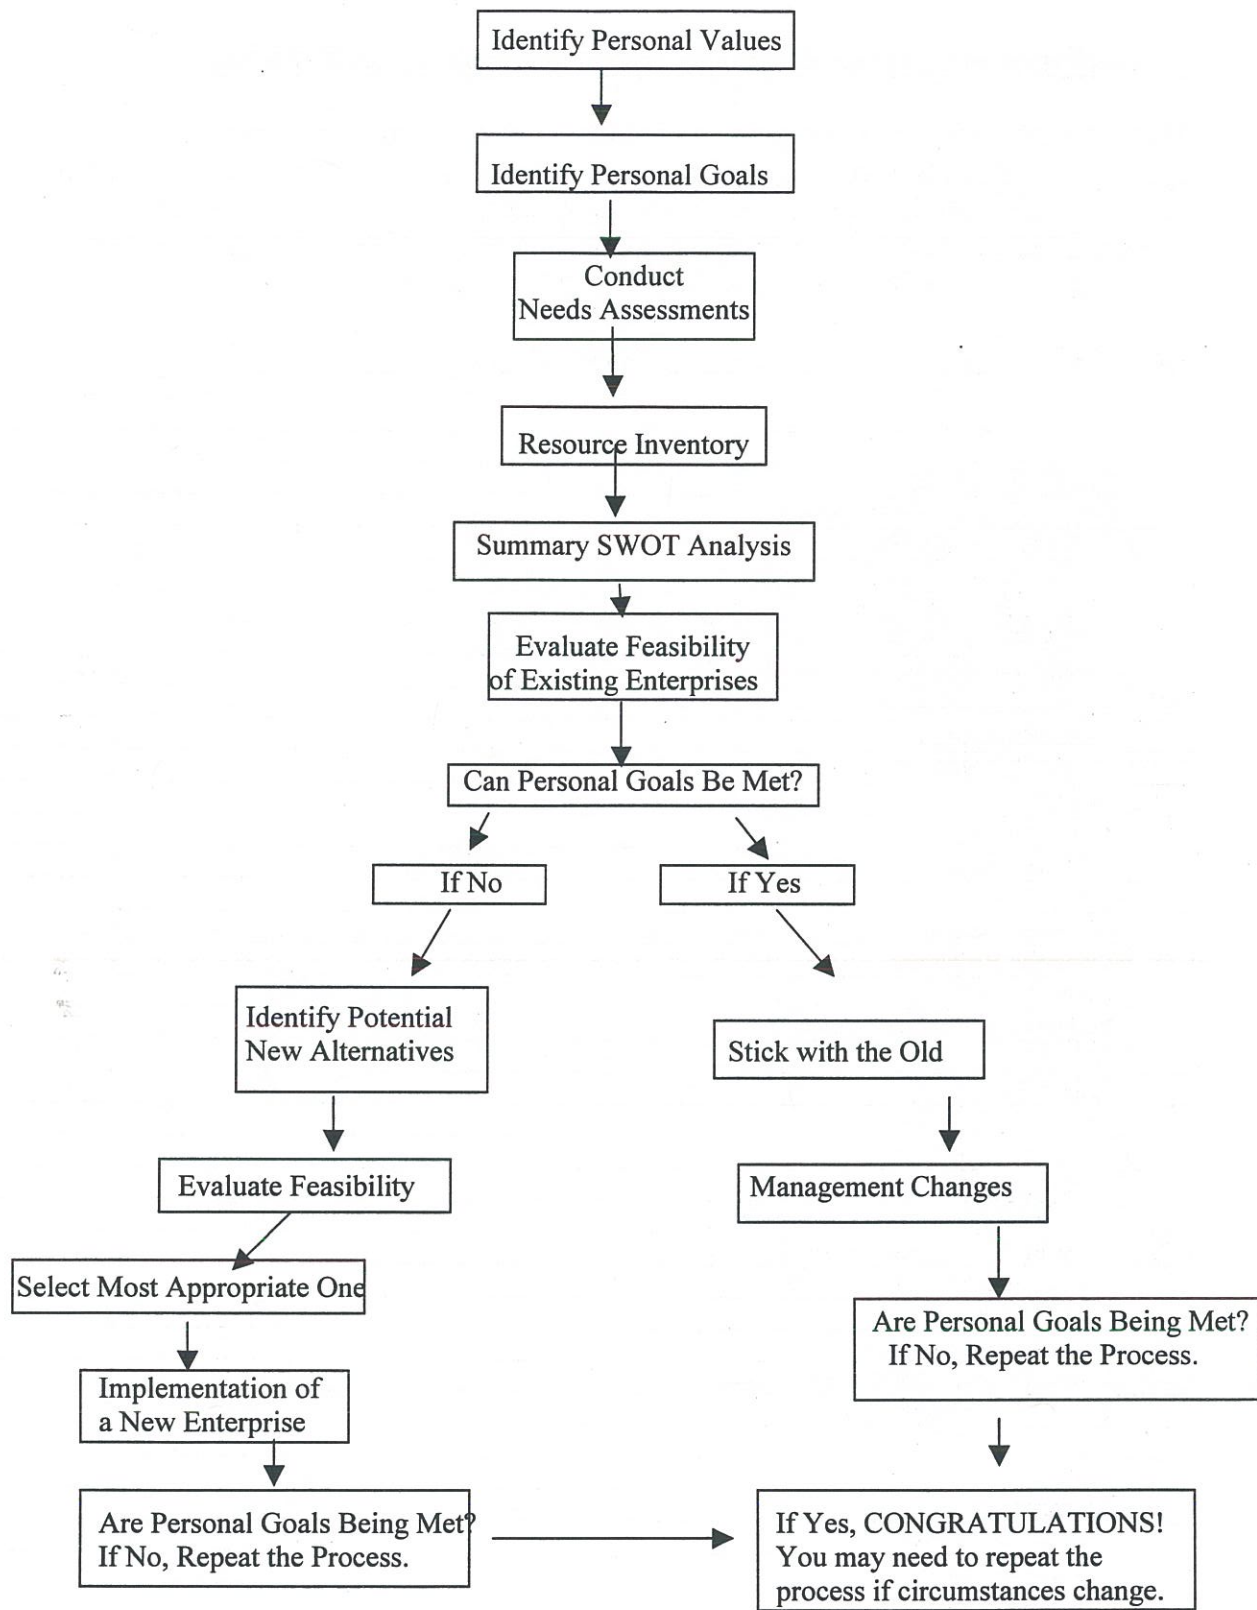 Identify Personal Values
Identify Personal Goals
Conduct
Needs Assessments
Resource Inventory
Summary SWOT Analysis
Evaluate Feasibility
of Existing Enterprises
Can Personal Goals Be Met?
If No
If Yes
Identify Potential
New Alternatives
Stick with the Old
Evaluate Feasibility
Management Changes
Select Most Appropriate One
Are Personal Goals Being Met?
If No, Repeat the Process.
Implementation of
a New Enterprise
Are Personal Goals Being Met?
If No, Repeat the Process.
If Yes, CONGRATULATIONS!
You may need to repeat the
process if circumstances change.